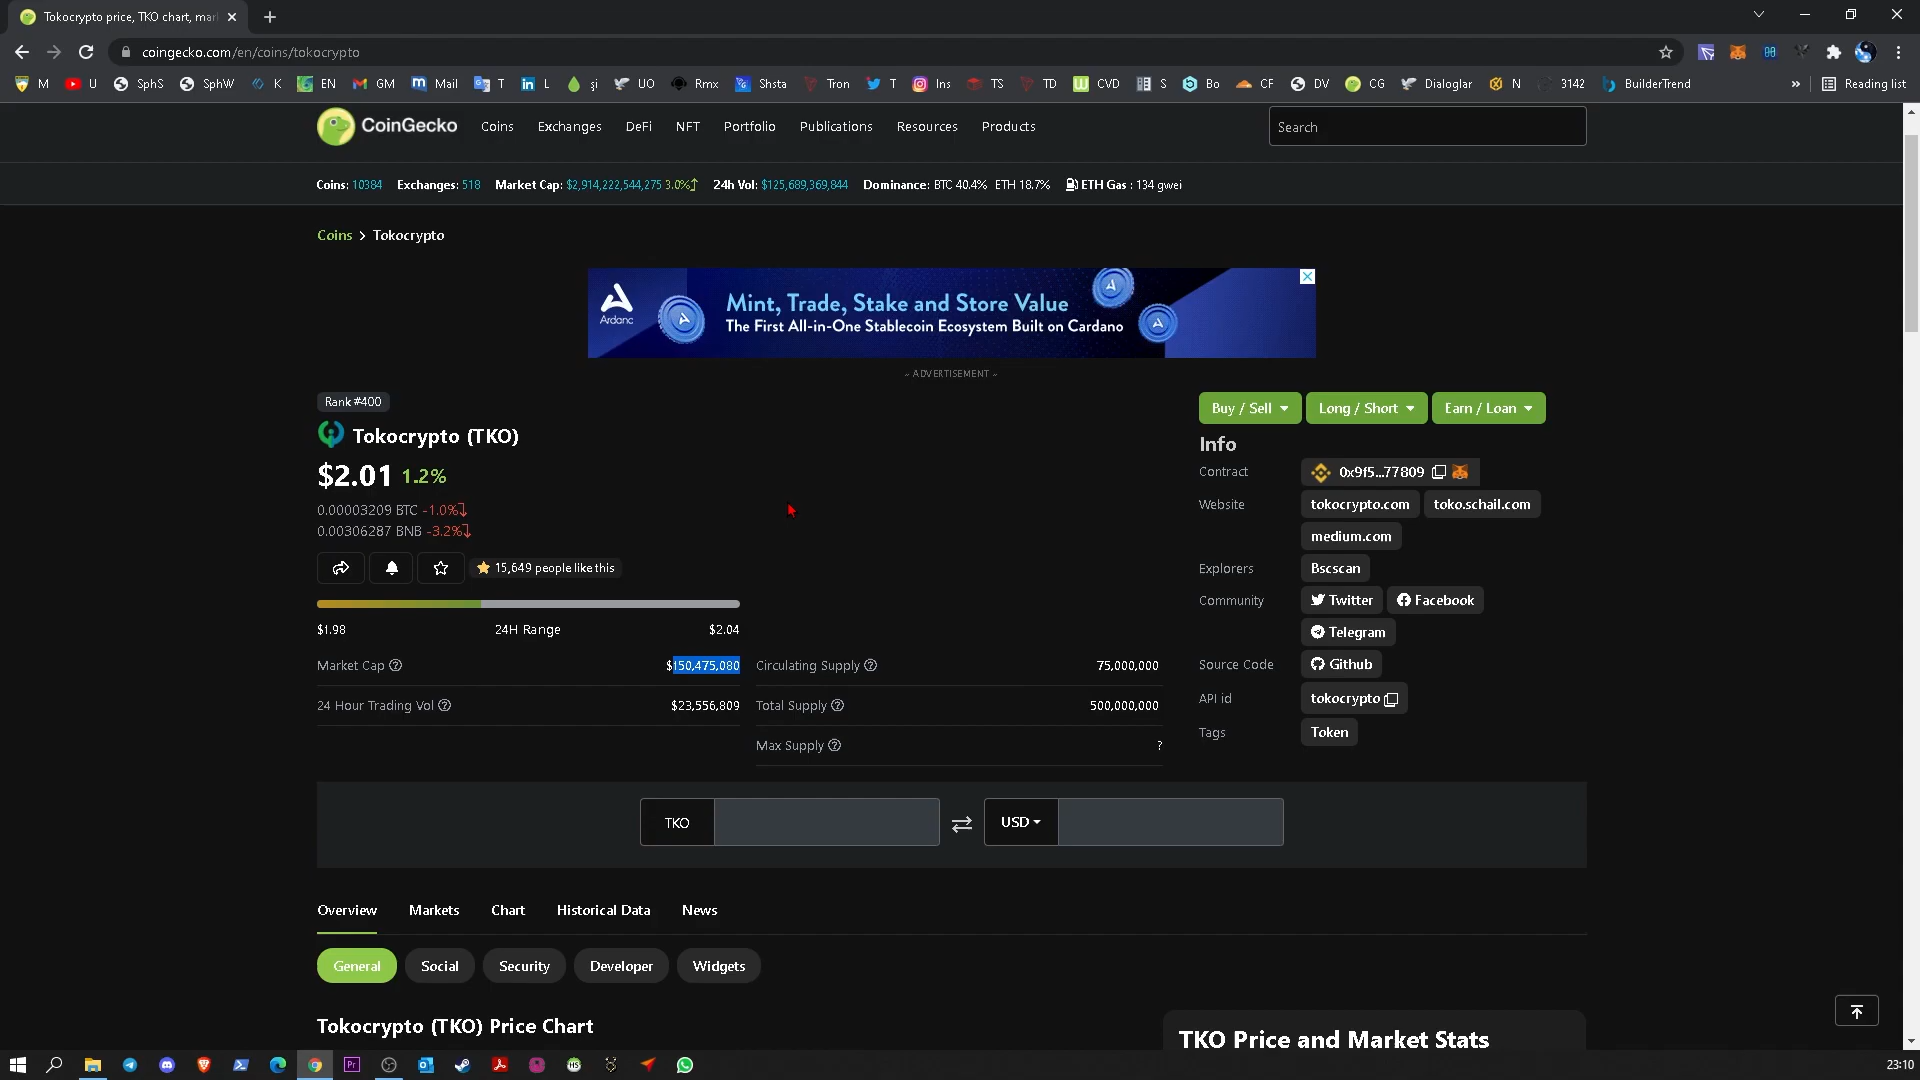 Tokocrypto price, TKO chart, mar
coingecko.com/en/coins/tokocrypto
M U SphS SphW K EN GM Mail T L şi UO Rmx Shsta Tron T Ins TS TD CVD S Bo CF DV CG Dialoglar N 3142 BuilderTrend » Reading list
CoinGecko Coins Exchanges DeFi NFT Portfolio Publications Resources Products Search
Coins: 10384 Exchanges: 518 Market Cap: $2,914,222,544,275 3.0% 24h Vol: $125,689,369,844 Dominance: BTC 40.4% ETH 18.7% ETH Gas : 134 gwei
Coins > Tokocrypto
Ardana
Mint, Trade, Stake and Store Value
The First All-in-One Stablecoin Ecosystem Built on Cardano
~ ADVERTISEMENT ~
Rank #400
Tokocrypto (TKO)
$2.01 1.2%
0.00003209 BTC -1.0%
0.00306287 BNB -3.2%
15,649 people like this
$1.98 24H Range $2.04
Market Cap $150,475,080
24 Hour Trading Vol $23,556,809
Circulating Supply 75,000,000
Total Supply 500,000,000
Max Supply ?
Buy / Sell Long / Short Earn / Loan
Info
Contract 0x9f5...77809
Website tokocrypto.com toko.schail.com
medium.com
Explorers Bscscan
Community Twitter Facebook
Telegram
Source Code Github
API id tokocrypto
Tags Token
TKO USD
Overview Markets Chart Historical Data News
General Social Security Developer Widgets
Tokocrypto (TKO) Price Chart
TKO Price and Market Stats
Pr HS 23:10